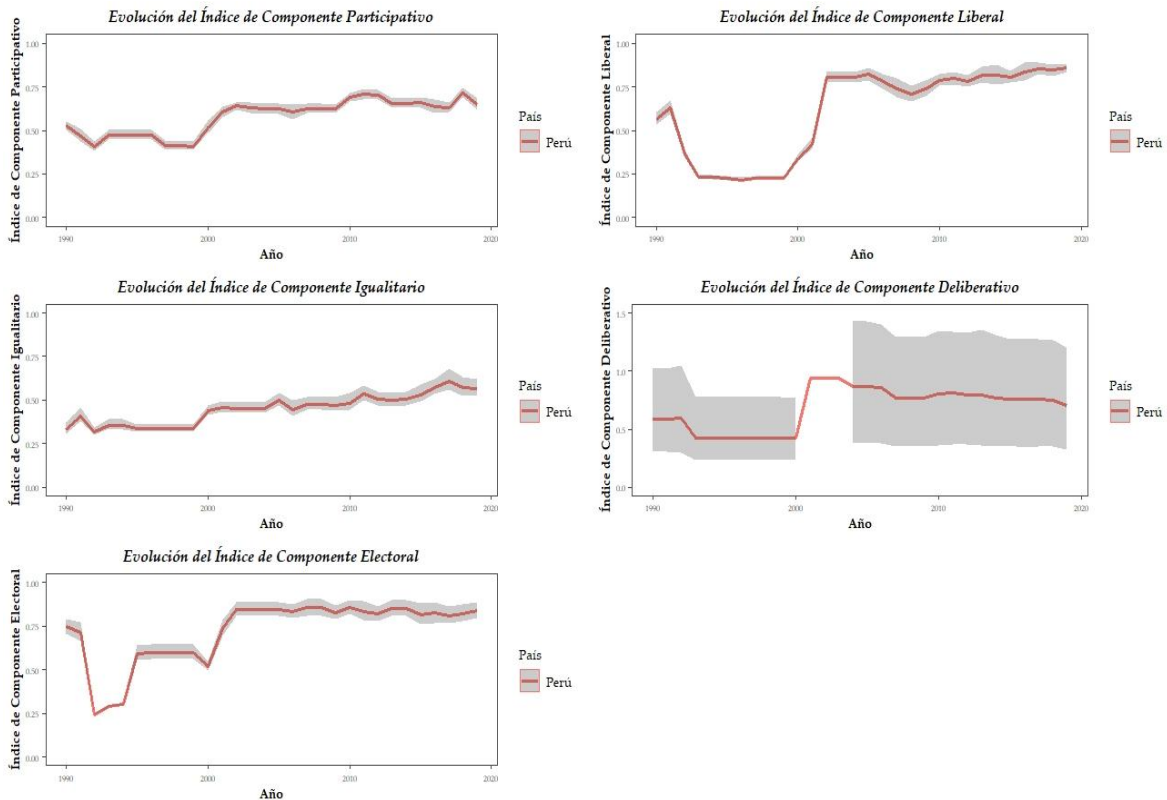 Evolución del Índice de Componente Participativo
Índice de Componente Participativo
1.00
0.75
0.50
0.25
0.00
1990
2000
2010
2020
Año
País
Perú
Evolución del Índice de Componente Liberal
Índice de Componente Liberal
1.00
0.75
0.50
0.25
0.00
1990
2000
2010
2020
Año
País
Perú
Evolución del Índice de Componente Igualitario
Índice de Componente Igualitario
1.00
0.75
0.50
0.25
0.00
1990
2000
2010
2020
Año
País
Perú
Evolución del Índice de Componente Deliberativo
Índice de Componente Deliberativo
1.5
1.0
0.5
0.0
1990
2000
2010
2020
Año
País
Perú
Evolución del Índice de Componente Electoral
Índice de Componente Electoral
1.00
0.75
0.50
0.25
0.00
1990
2000
2010
2020
Año
País
Perú